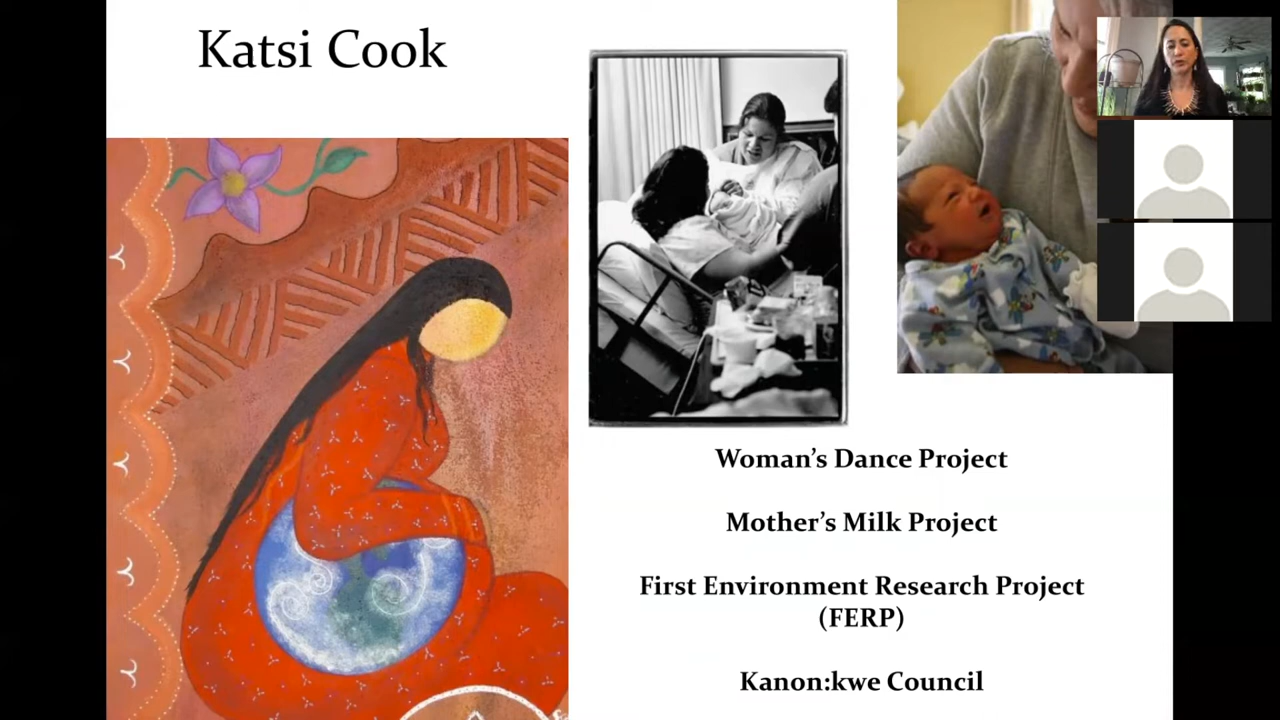 Katsi Cook
Woman’s Dance Project
Mother’s Milk Project
First Environment Research Project
(FERP)
Kanon:kwe Council